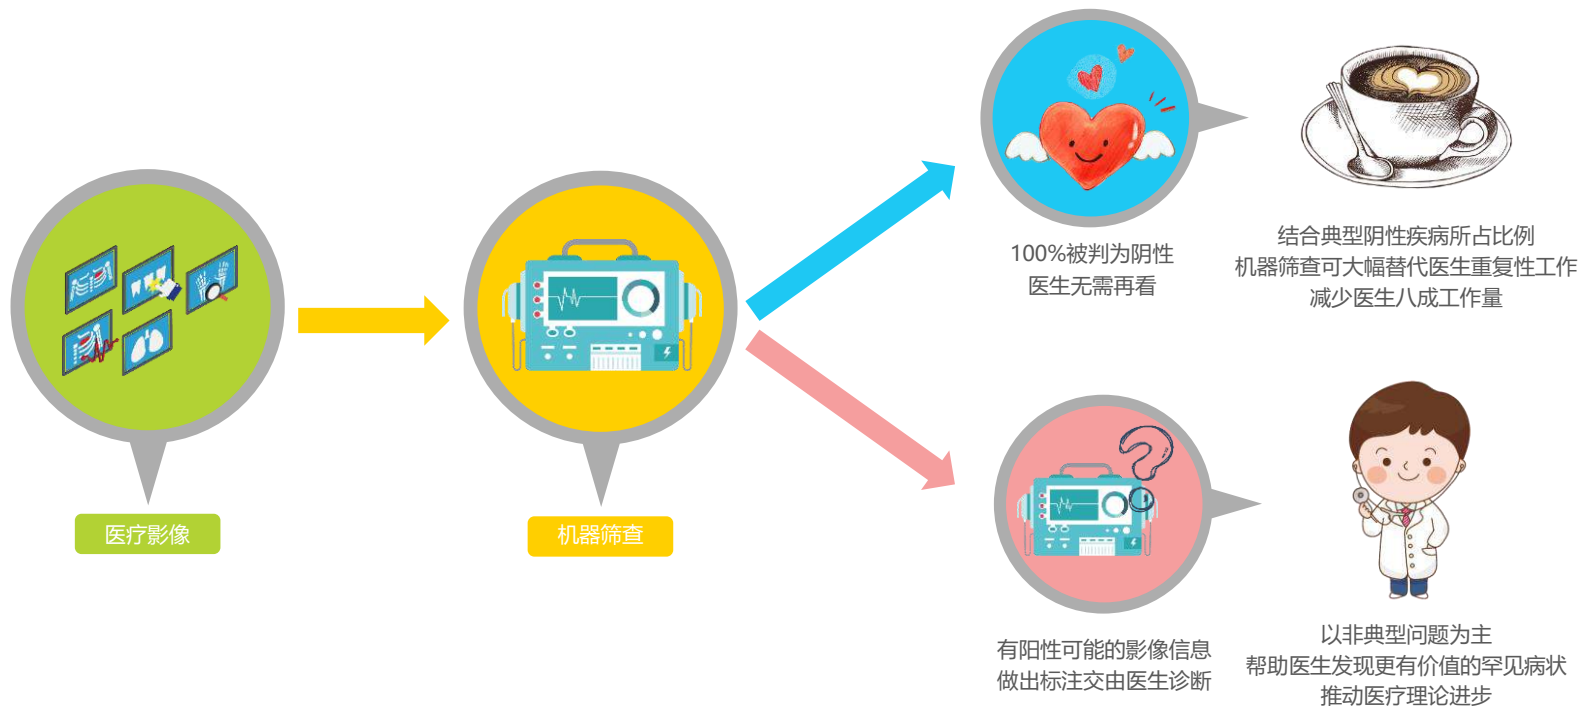 医疗影像
机器筛查
100%被判为阴性
医生无需再看
结合典型阴性疾病所占比例
机器筛查可大幅替代医生重复性工作
减少医生八成工作量
有阳性可能的影像信息
做出标注交由医生诊断
以非典型问题为主
帮助医生发现更有价值的罕见病状
推动医疗理论进步